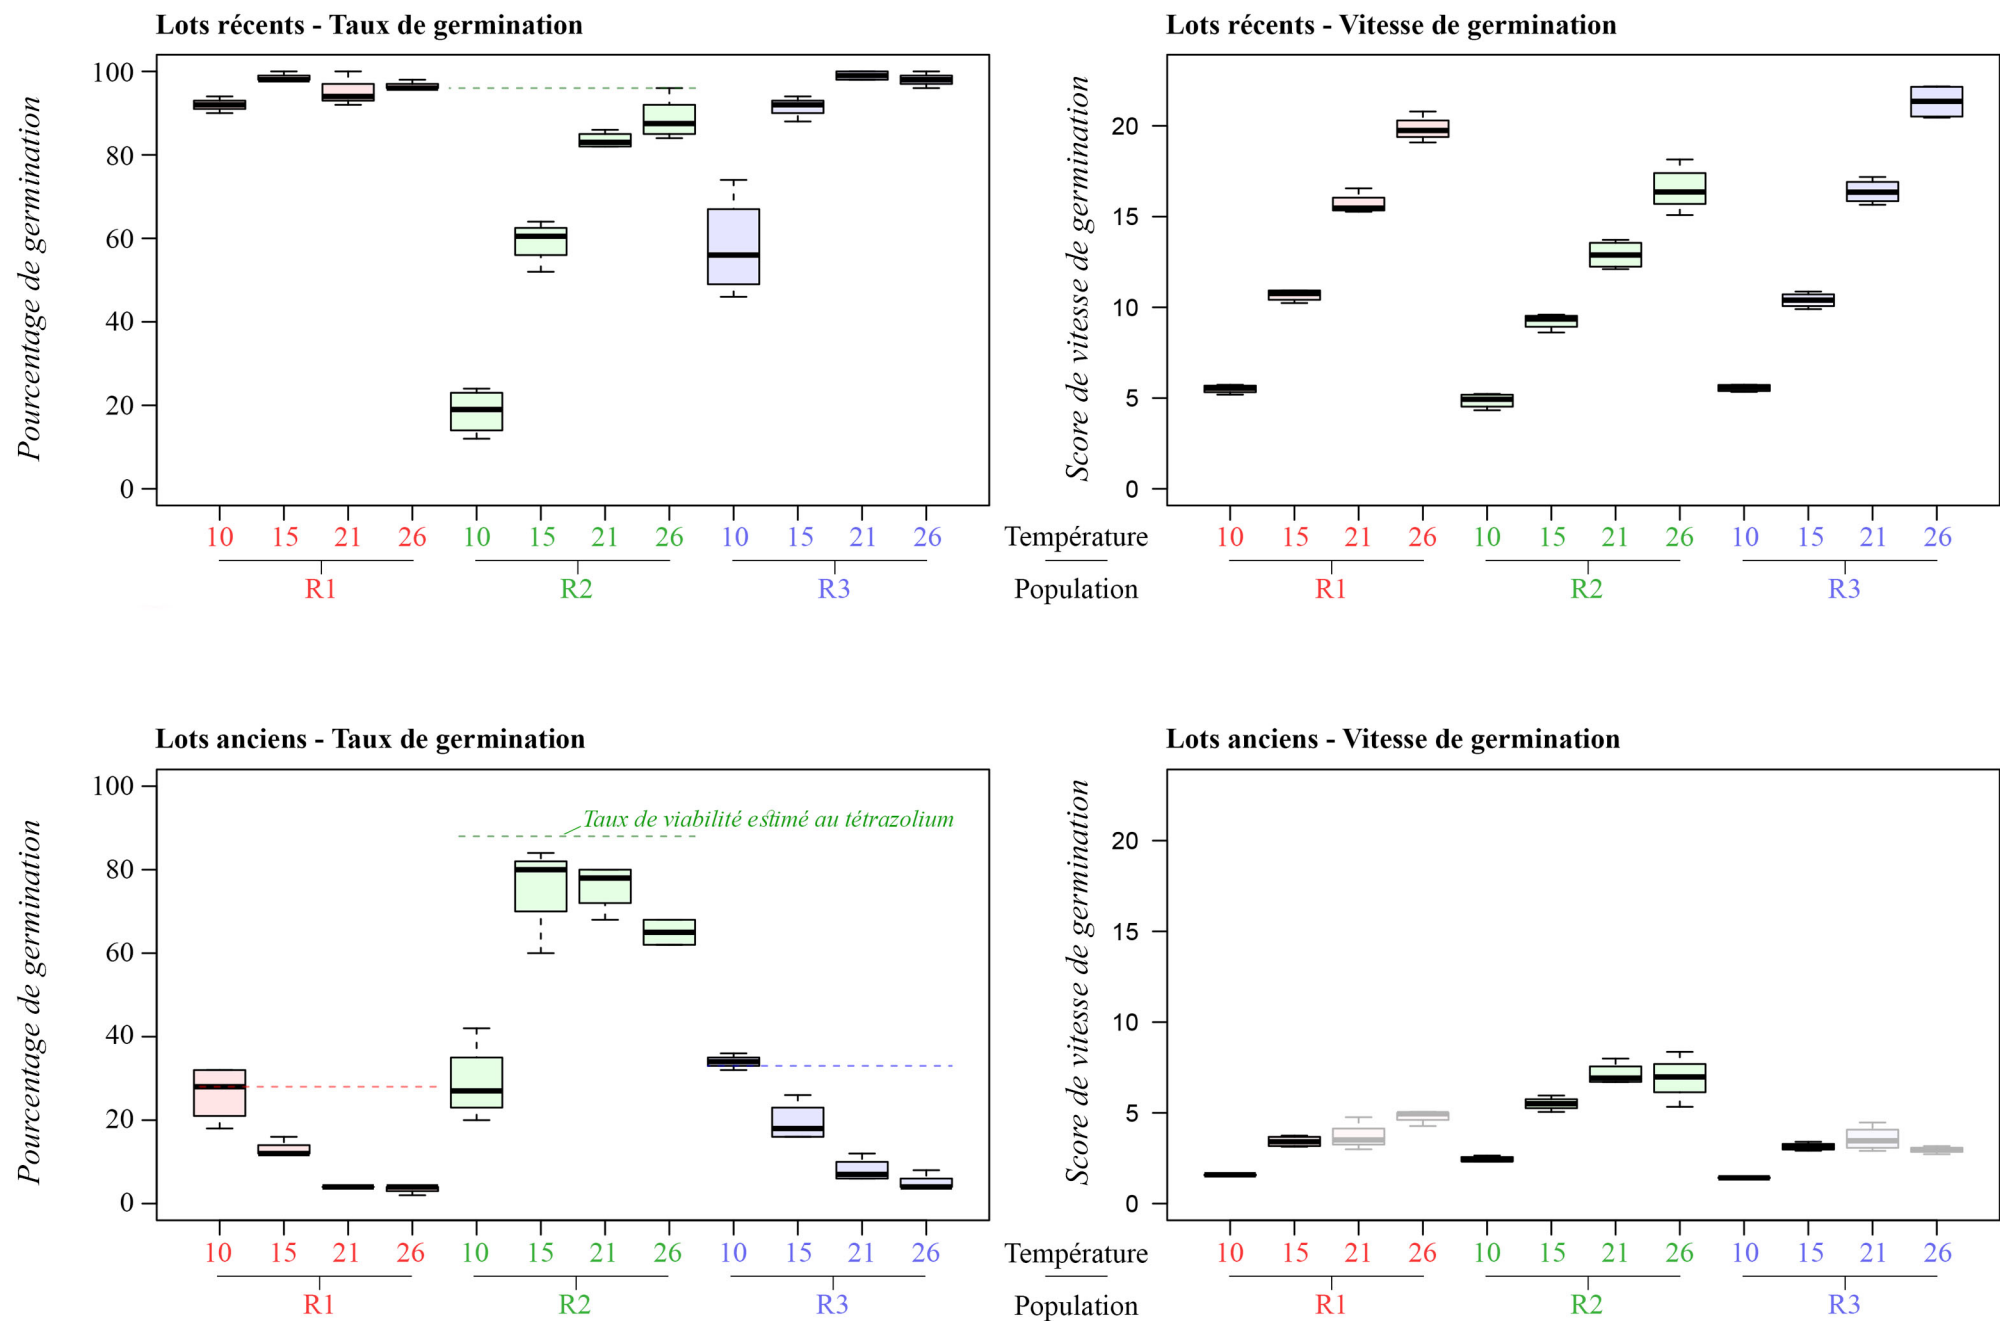 Lots récents - Taux de germination
Pourcentage de germination
100
80
60
40
20
0
10 15 21 26 10 15 21 26 10 15 21 26
R1 R2 R3
Lots récents - Vitesse de germination
Score de vitesse de germination
20
15
10
5
0
Température
10 15 21 26 10 15 21 26 10 15 21 26
Population
R1 R2 R3
Lots anciens - Taux de germination
Pourcentage de germination
100
80
60
40
20
0
Taux de viabilité estimé au tétrazolium
10 15 21 26 10 15 21 26 10 15 21 26
R1 R2 R3
Lots anciens - Vitesse de germination
Score de vitesse de germination
20
15
10
5
0
Température
10 15 21 26 10 15 21 26 10 15 21 26
Population
R1 R2 R3